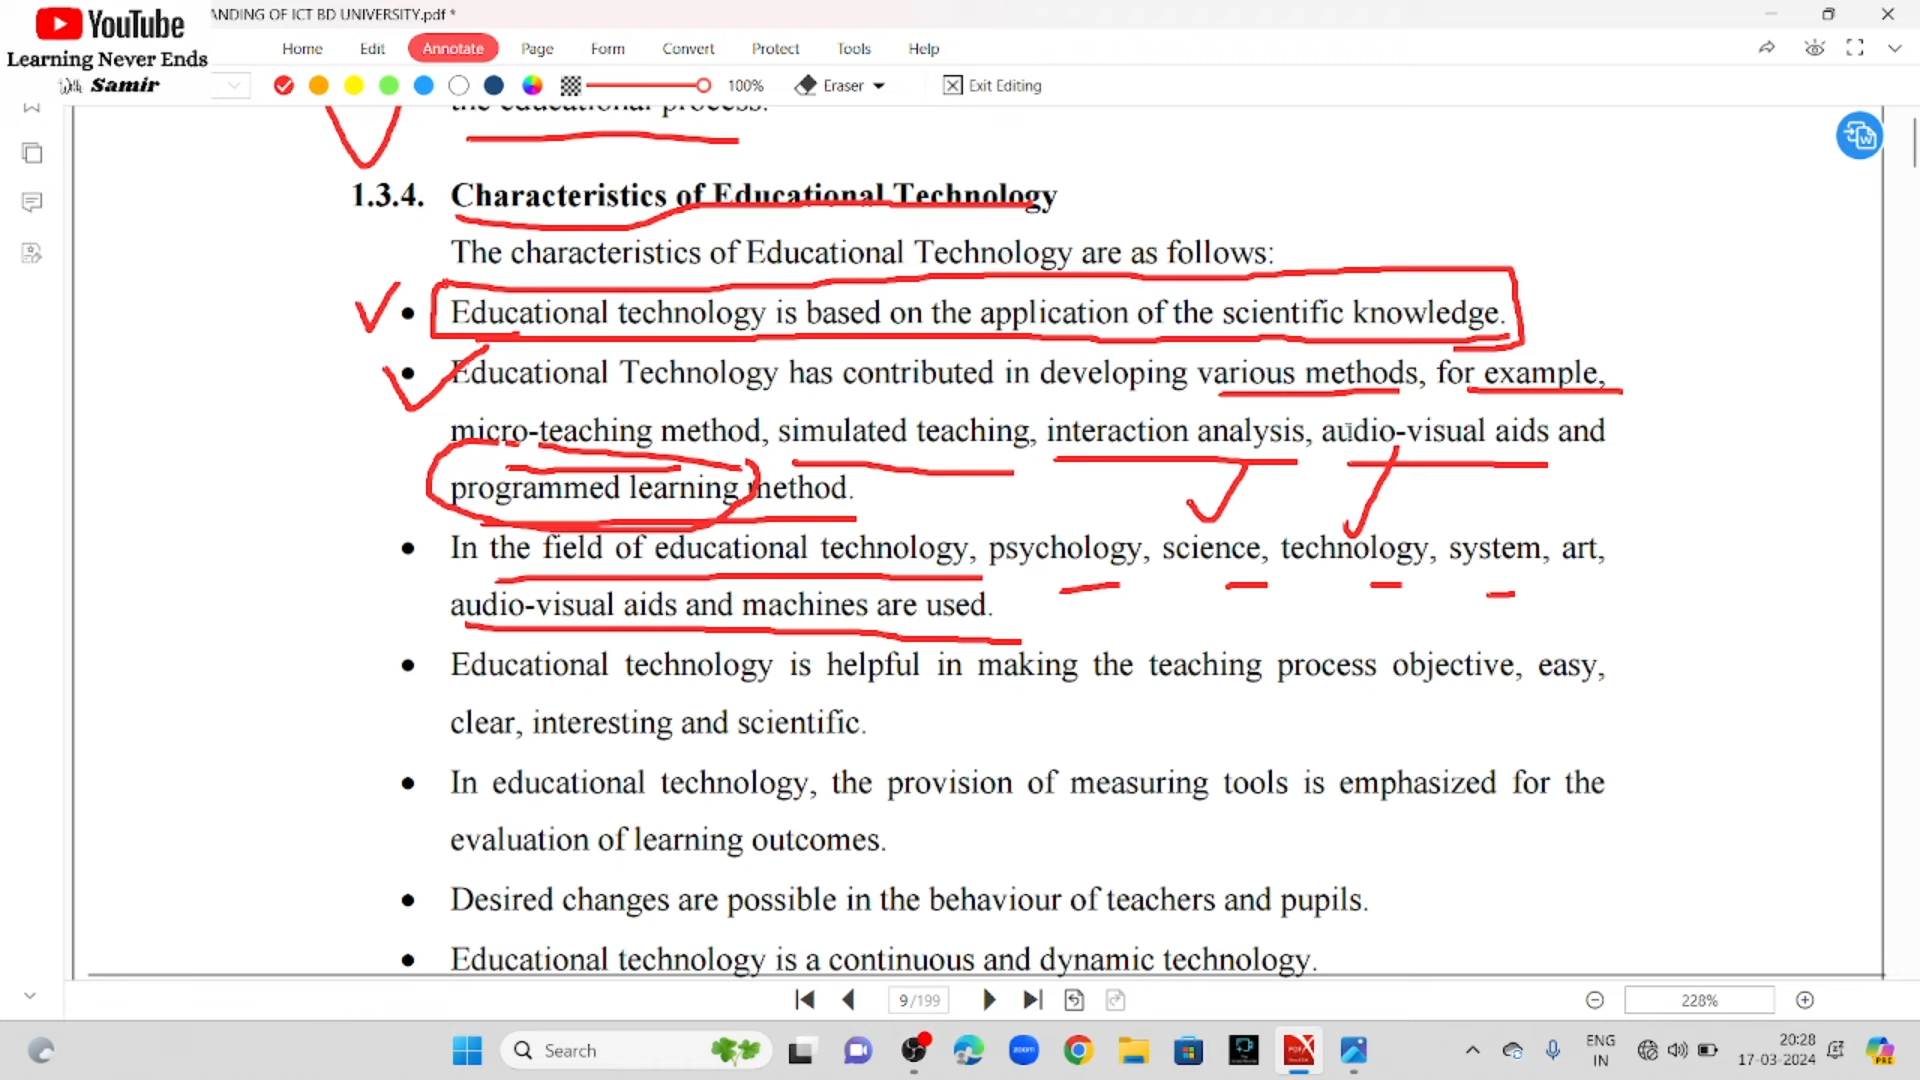 YouTube
Learning Never Ends
With Samir
ANDING OF ICT BD UNIVERSITY.pdf *
Home Edit Annotate Page Form Convert Protect Tools Help
100% Eraser Exit Editing
the educational process.
1.3.4. Characteristics of Educational Technology
The characteristics of Educational Technology are as follows:
• Educational technology is based on the application of the scientific knowledge.
• Educational Technology has contributed in developing various methods, for example,
micro-teaching method, simulated teaching, interaction analysis, audio-visual aids and
programmed learning method.
• In the field of educational technology, psychology, science, technology, system, art,
audio-visual aids and machines are used.
• Educational technology is helpful in making the teaching process objective, easy,
clear, interesting and scientific.
• In educational technology, the provision of measuring tools is emphasized for the
evaluation of learning outcomes.
• Desired changes are possible in the behaviour of teachers and pupils.
• Educational technology is a continuous and dynamic technology.
9/199
228%
Search
zoom
ENG
IN
20:28
17-03-2024
PRE